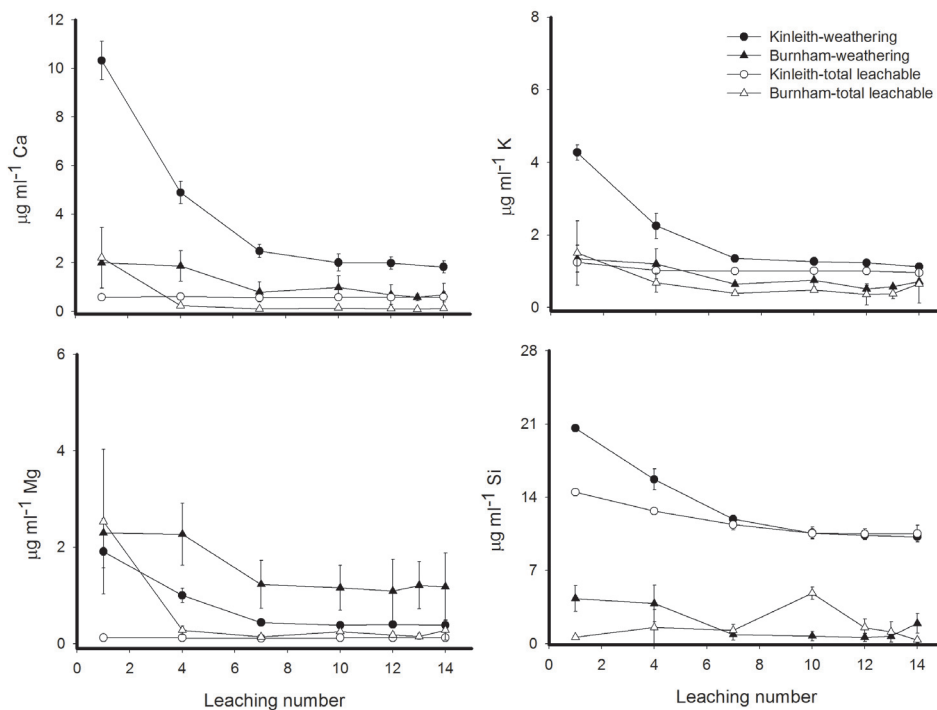 12
10
8
6
4
2
0
µg ml⁻¹ Ca
8
6
4
2
0
µg ml⁻¹ K
Kinleith-weathering
Burnham-weathering
Kinleith-total leachable
Burnham-total leachable
6
4
2
0
µg ml⁻¹ Mg
0 2 4 6 8 10 12 14
Leaching number
28
21
14
7
0
µg ml⁻¹ Si
0 2 4 6 8 10 12 14
Leaching number